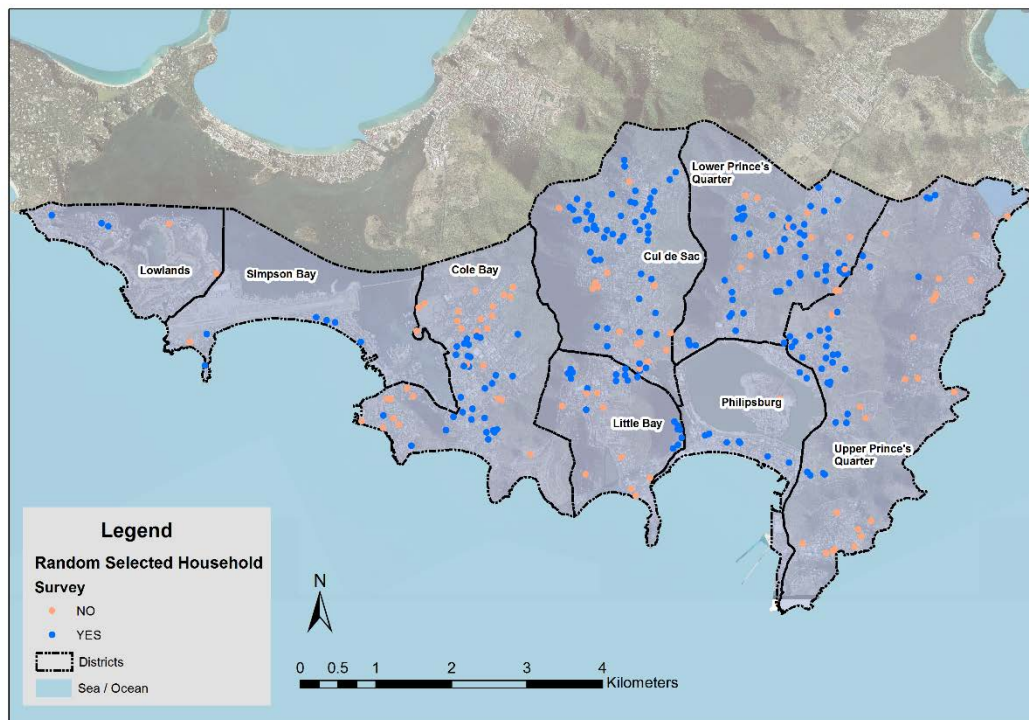 Lower Prince's
Quarter
Cul de Sac
Lowlands
Simpson Bay
Cole Bay
Philipsburg
Little Bay
Upper Prince's
Quarter
Legend
Random Selected Household
Survey
NO
YES
Districts
Sea / Ocean
N
0 0.5 1 2 3 4
Kilometers